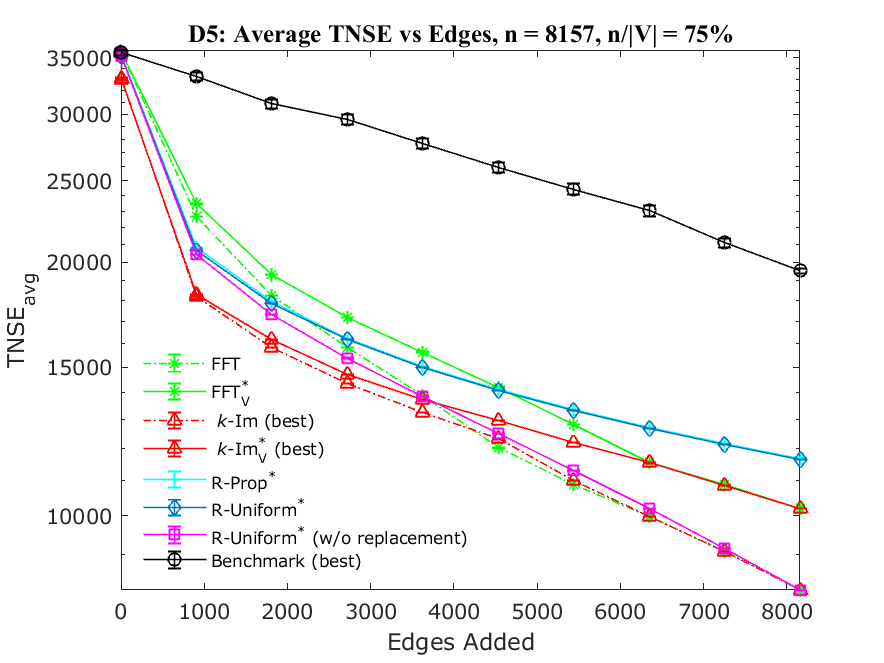 D5: Average TNSE vs Edges, n = 8157, n/|V| = 75%
35000
30000
25000
20000
15000
10000
TNSE_avg
FFT
FFT*_V
k-Im (best)
k-Im*_V (best)
R-Prop*
R-Uniform*
R-Uniform* (w/o replacement)
Benchmark (best)
0 1000 2000 3000 4000 5000 6000 7000 8000
Edges Added